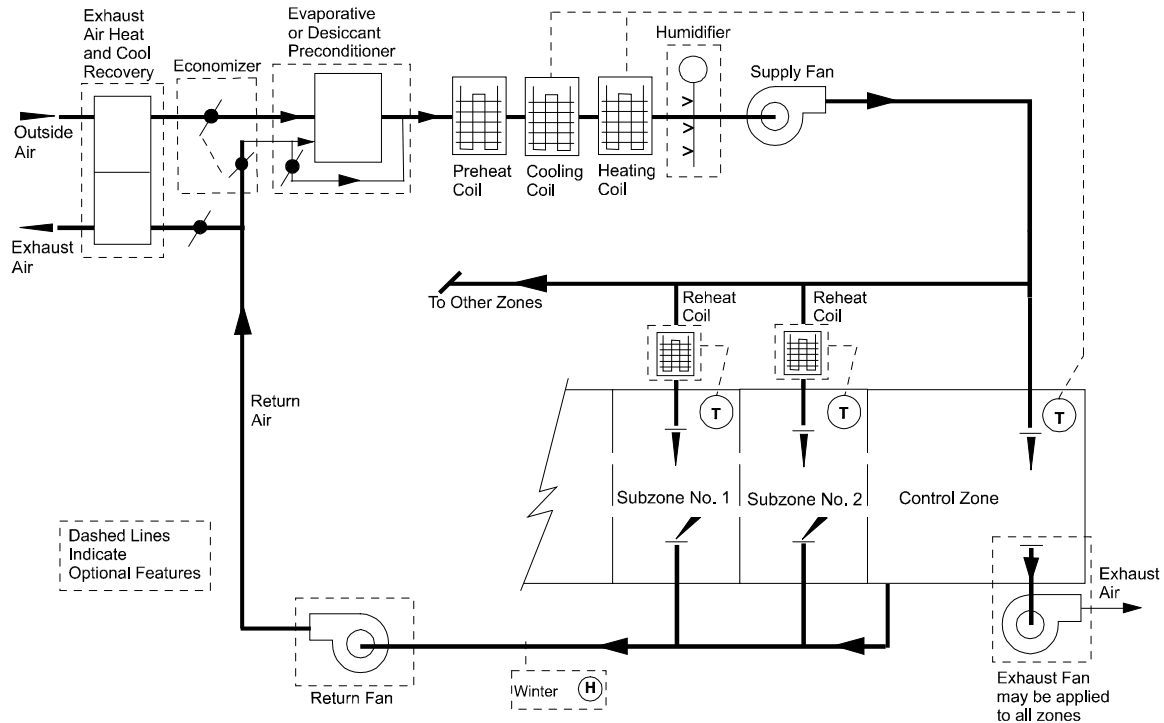 Exhaust
Air Heat
and Cool
Recovery
Economizer
Evaporative
or Desiccant
Preconditioner
Humidifier
Supply Fan
Outside
Air
Preheat
Coil
Cooling
Coil
Heating
Coil
Exhaust
Air
To Other Zones
Reheat
Coil
Reheat
Coil
Return
Air
T
T
T
Subzone No. 1
Subzone No. 2
Control Zone
Dashed Lines
Indicate
Optional Features
Exhaust
Air
Return Fan
Winter H
Exhaust Fan
may be applied
to all zones